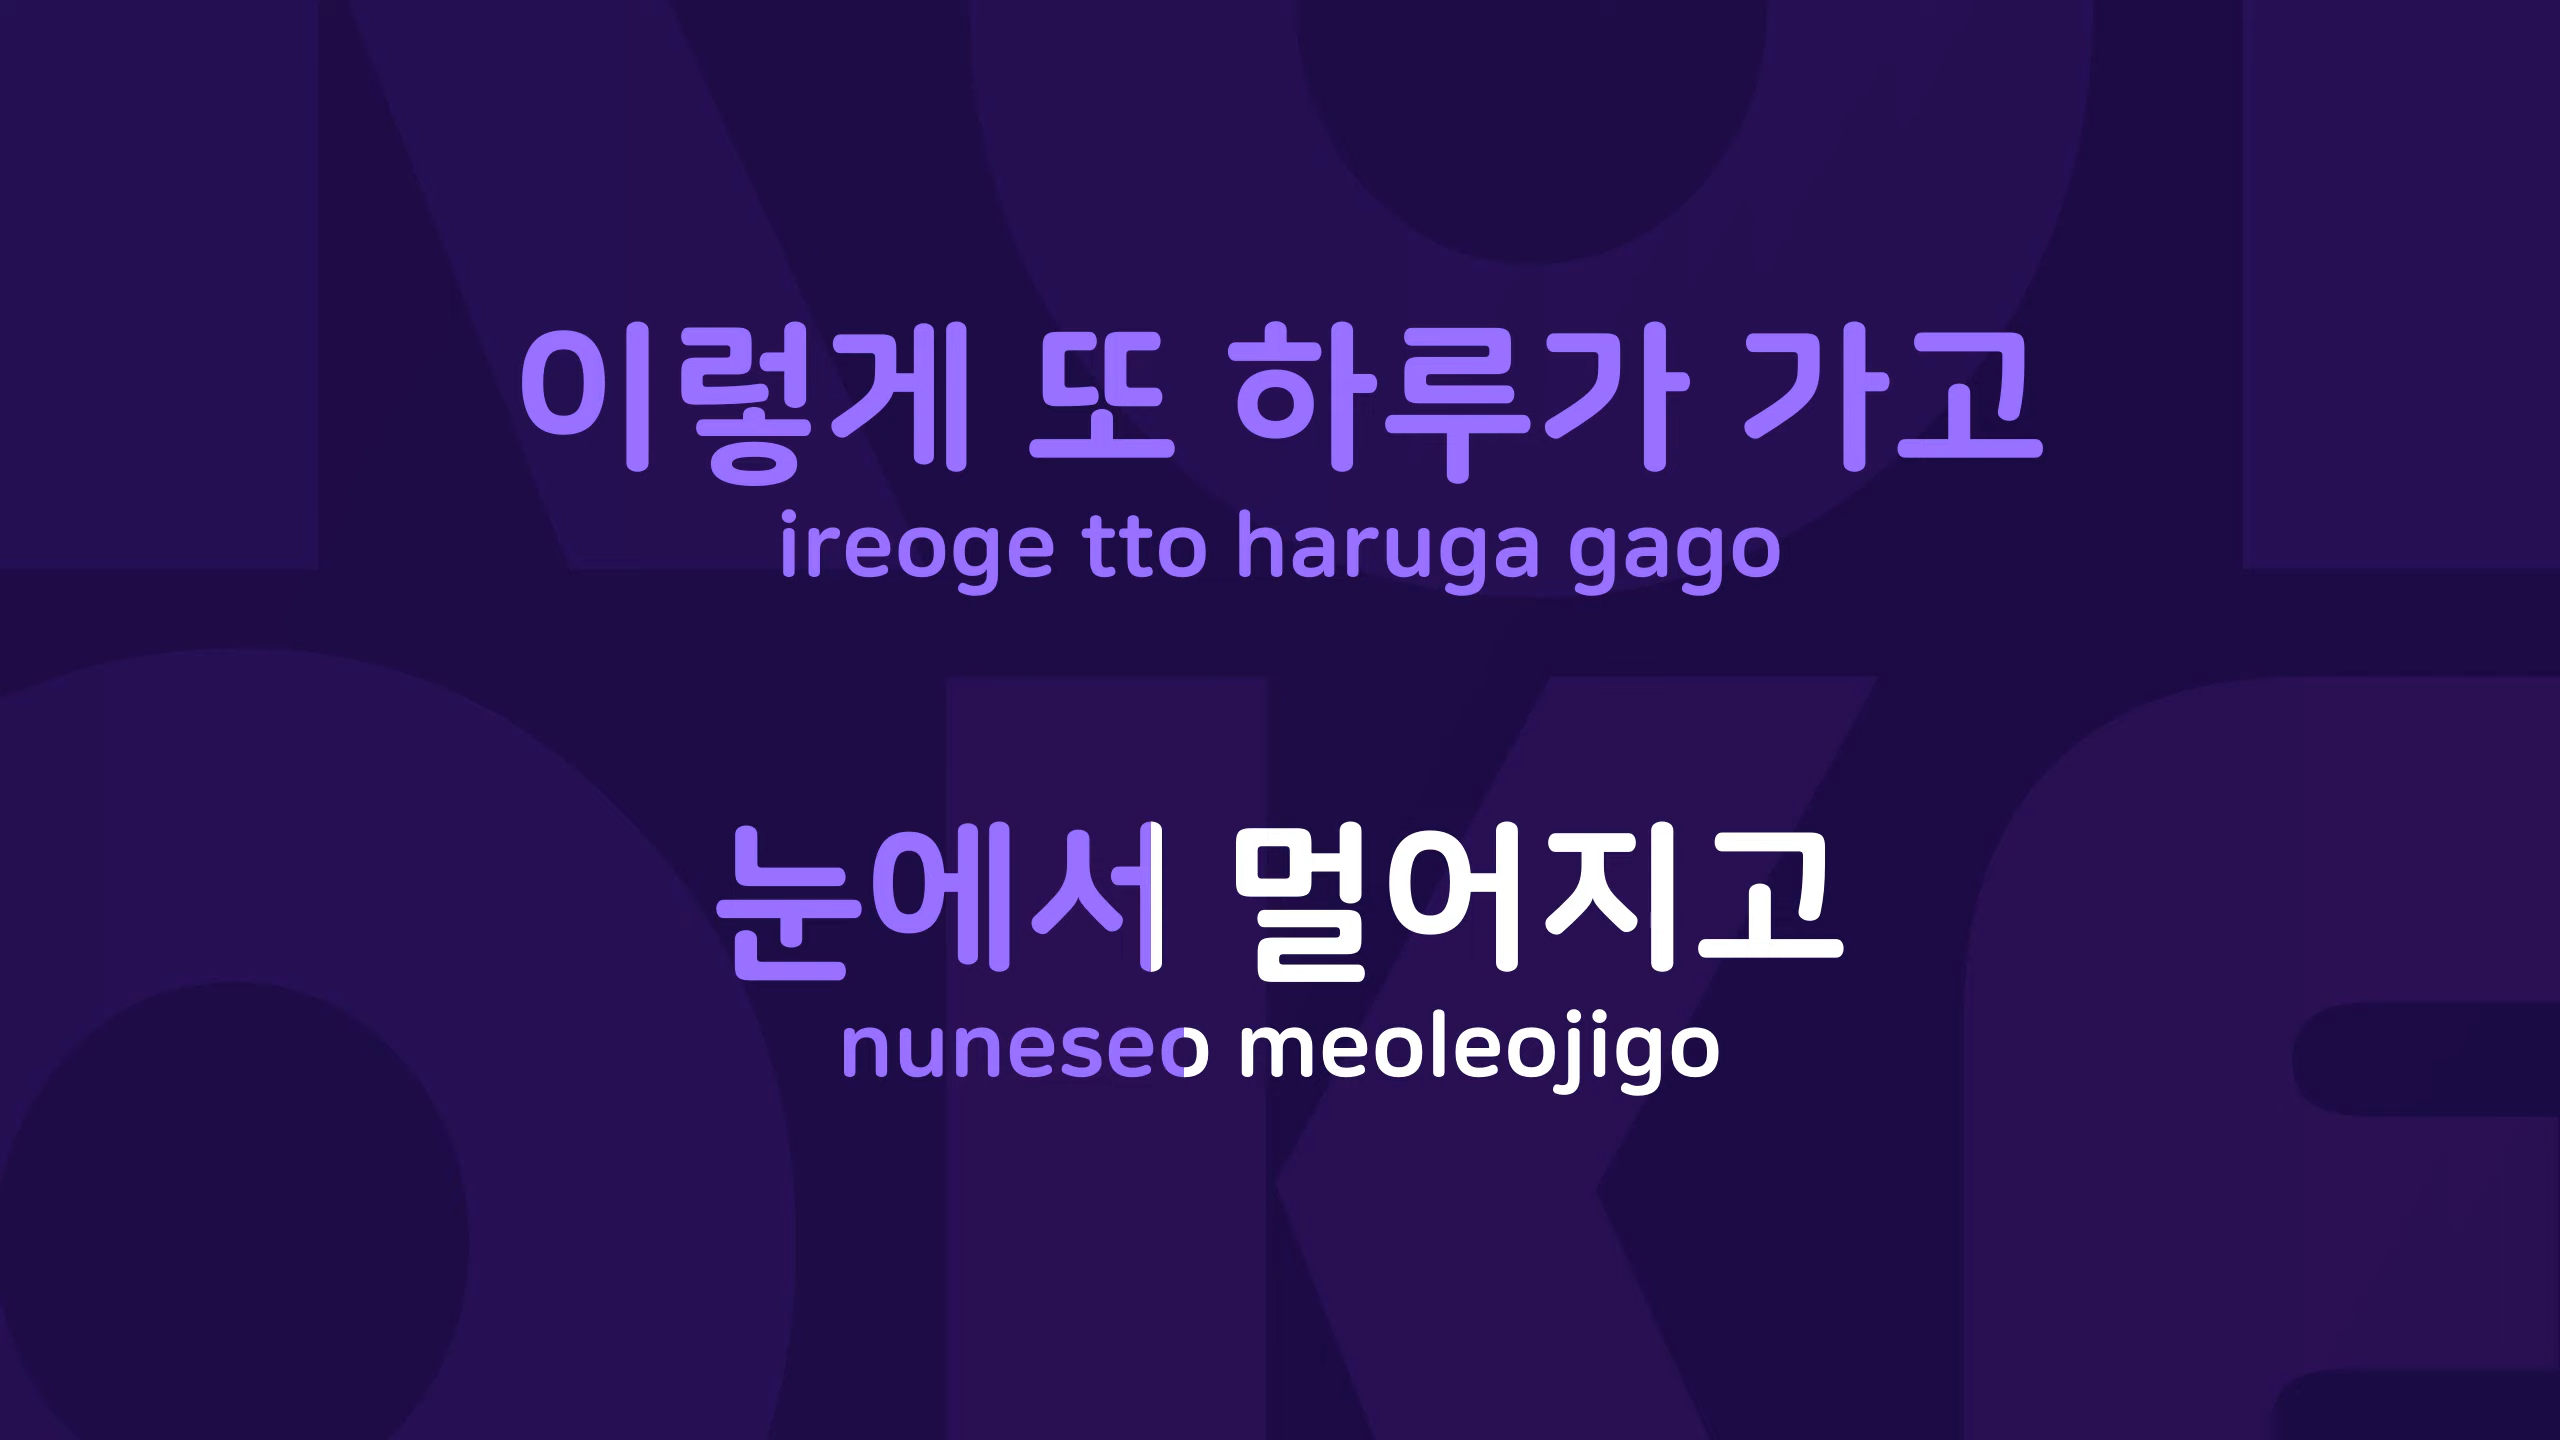 이렇게 또 하루가 가고
ireoge tto haruga gago
눈에서 멀어지고
nuneseo meoleojigo